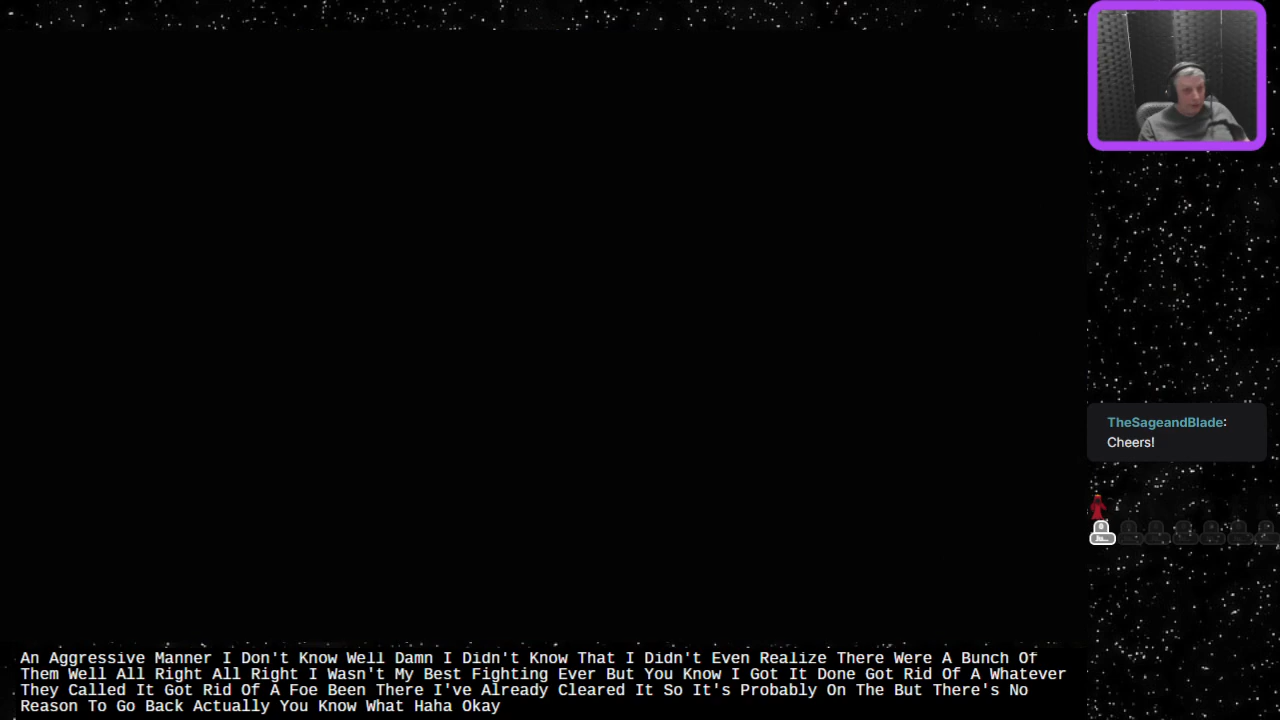 TheSageandBlade:
Cheers!
An Aggressive Manner I Don't Know Well Damn I Didn't Know That I Didn't Even Realize There Were A Bunch Of
Them Well All Right All Right I Wasn't My Best Fighting Ever But You Know I Got It Done Got Rid Of A Whatever
They Called It Got Rid Of A Foe Been There I've Already Cleared It So It's Probably On The But There's No
Reason To Go Back Actually You Know What Haha Okay